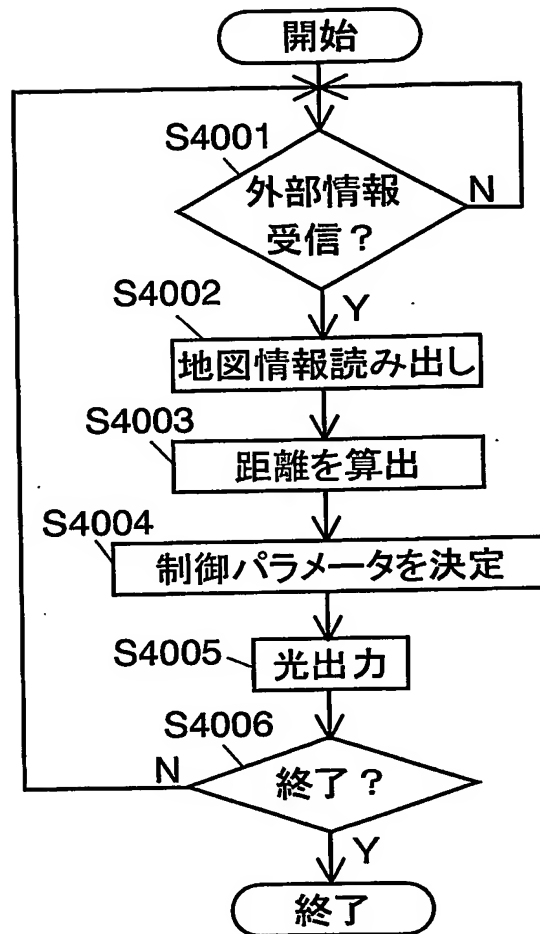 開始
S4001
外部情報
受信？
N
Y
S4002
地図情報読み出し
S4003
距離を算出
S4004
制御パラメータを決定
S4005
光出力
S4006
N
終了？
Y
終了